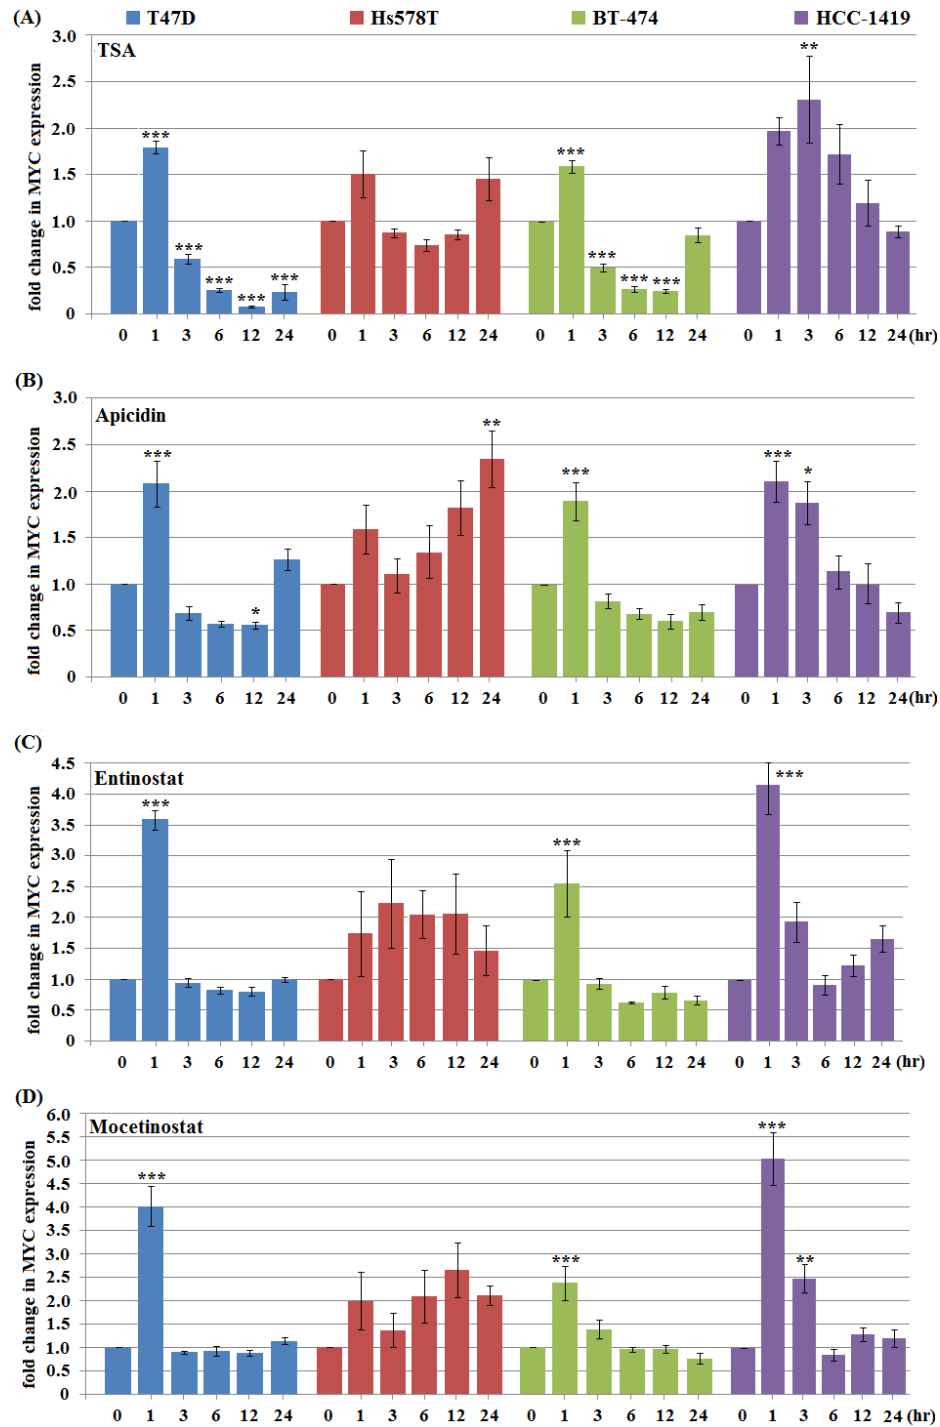 (A) T47D Hs578T BT-474 HCC-1419
TSA
fold change in MYC expression
3.0
2.5
2.0
1.5
1.0
0.5
0
*** *** *** *** *** *** *** *** *** **
0 1 3 6 12 24 0 1 3 6 12 24 0 1 3 6 12 24 0 1 3 6 12 24 (hr)
(B)
Apicidin
fold change in MYC expression
3.0
2.5
2.0
1.5
1.0
0.5
0
*** * ** *** *** *
0 1 3 6 12 24 0 1 3 6 12 24 0 1 3 6 12 24 0 1 3 6 12 24 (hr)
(C)
Entinostat
fold change in MYC expression
4.5
4.0
3.5
3.0
2.5
2.0
1.5
1.0
0.5
0
*** *** ***
0 1 3 6 12 24 0 1 3 6 12 24 0 1 3 6 12 24 0 1 3 6 12 24 (hr)
(D)
Mocetinostat
fold change in MYC expression
6.0
5.5
5.0
4.5
4.0
3.5
3.0
2.5
2.0
1.5
1.0
0.5
0
*** *** *** **
0 1 3 6 12 24 0 1 3 6 12 24 0 1 3 6 12 24 0 1 3 6 12 24 (hr)